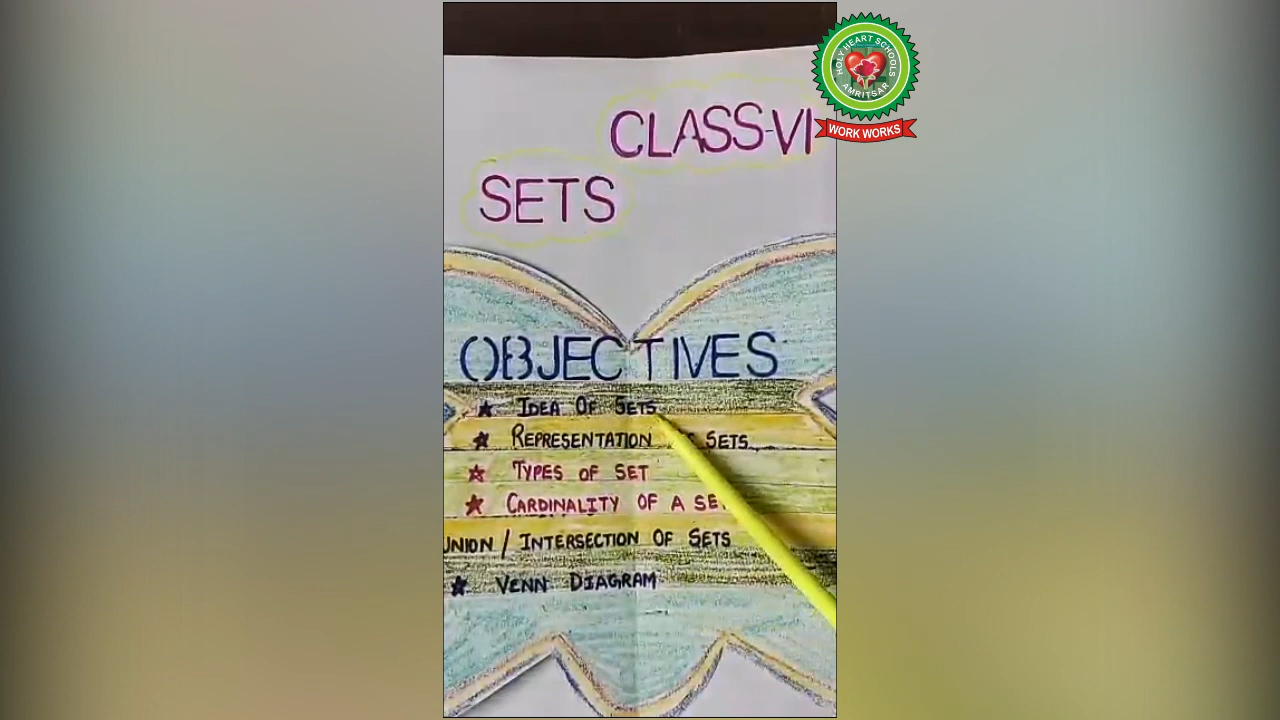 HOLY HEART SCHOOLS
AMRITSAR
WORK WORKS
CLASS-VI
SETS
OBJECTIVES
IDEA OF SETS
REPRESENTATION SETS
TYPES OF SET
CARDINALITY OF A SE
UNION / INTERSECTION OF SETS
VENN DIAGRAM